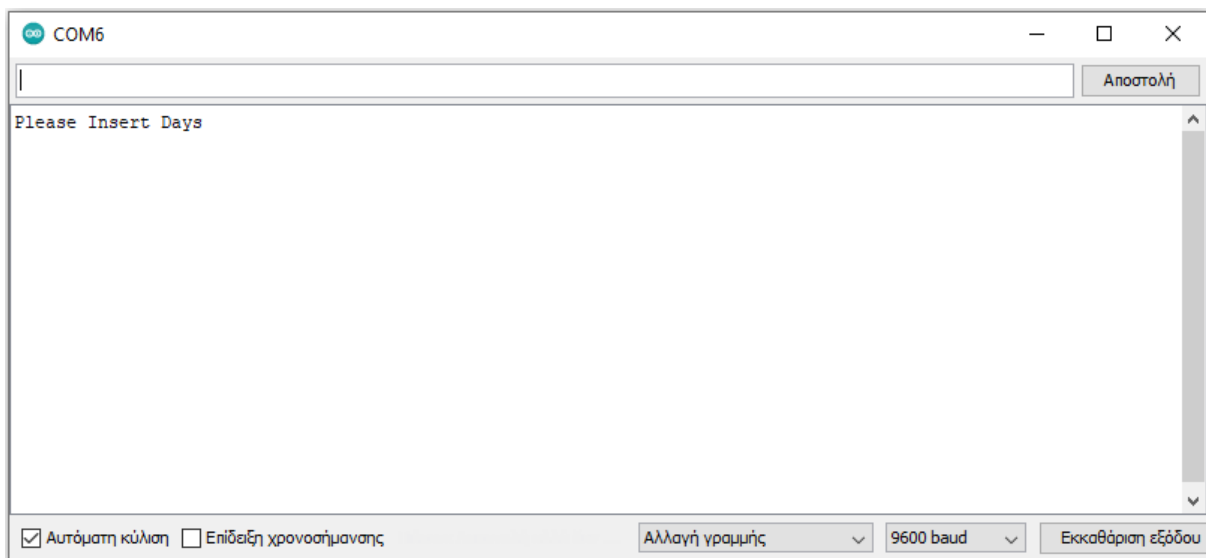 COM6
Αποστολή
Please Insert Days
Αυτόματη κύλιση Επίδειξη χρονοσήμανσης Αλλαγή γραμμής 9600 baud Εκκαθάριση εξόδου